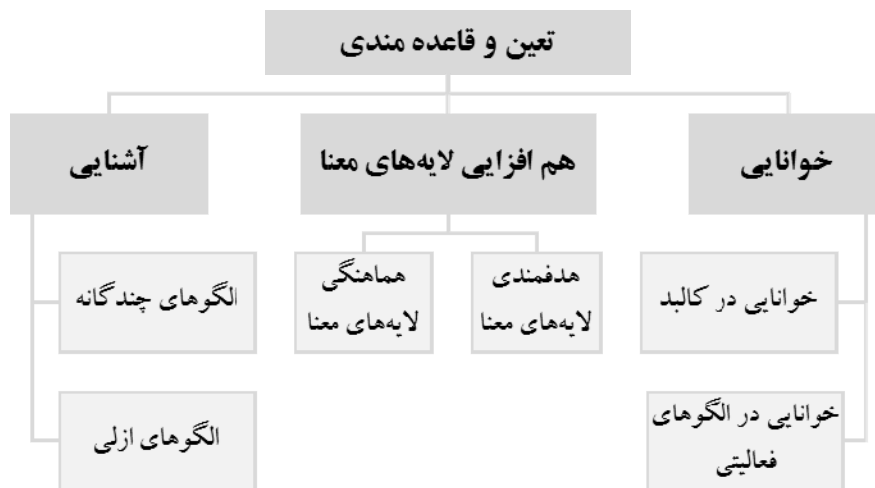 تعین و قاعده مندی
خوانایی
هم افزایی لایه‌های معنا
آشنایی
خوانایی در کالبد
هدفمندی
لایه‌های معنا
هماهنگی
لایه‌های معنا
الگوهای چندگانه
خوانایی در الگوهای
فعالیتی
الگوهای ازلی